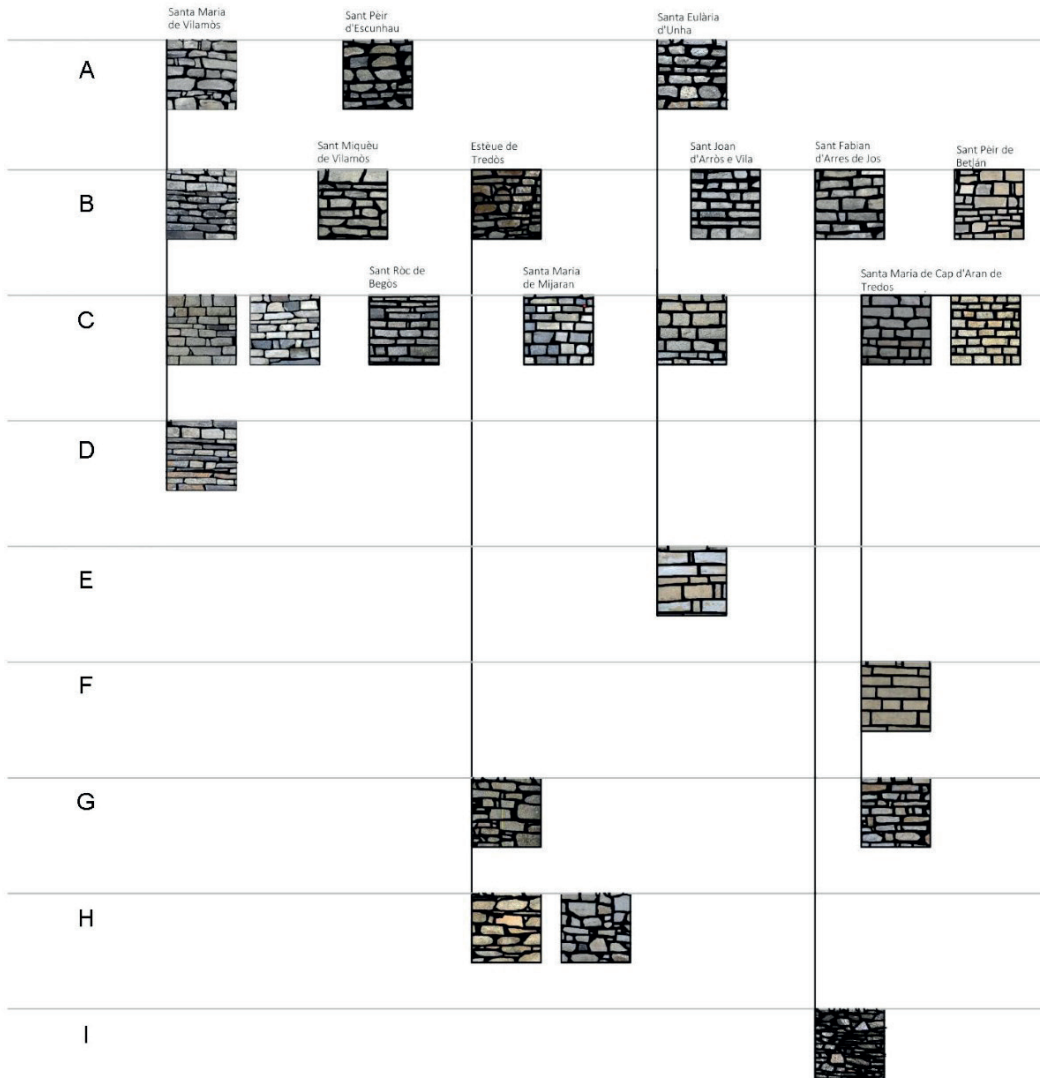 Santa Maria
de Vilamòs
Sant Pèir
d'Escunhau
Santa Eulària
d'Unha
A
Sant Miquèu
de Vilamòs
Estèue de
Tredòs
Sant Joan
d'Arròs e Vila
Sant Fabian
d'Arres de Jos
Sant Pèir de
Betlán
B
Sant Ròc de
Begòs
Santa Maria
de Mijaran
Santa Maria de Cap d'Aran de
Tredos
C
D
E
F
G
H
I